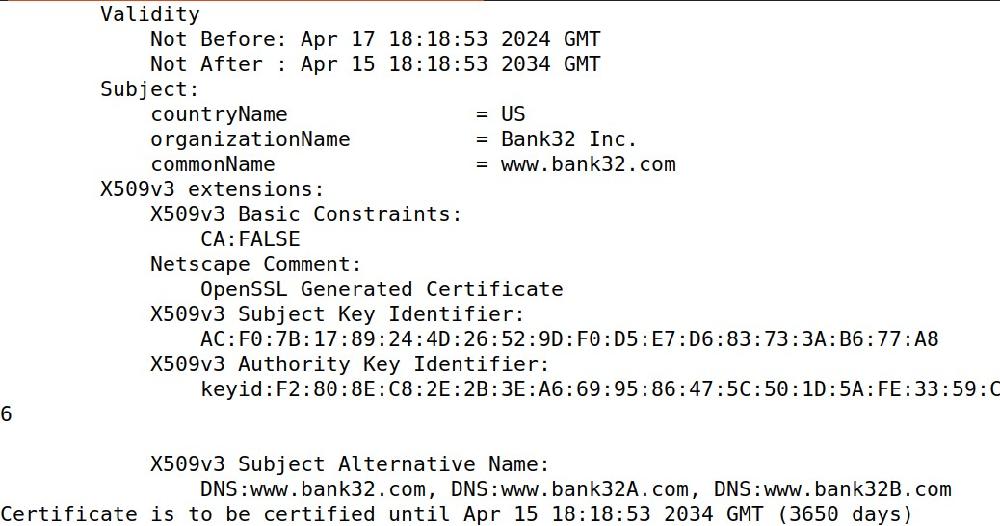 Validity
Not Before: Apr 17 18:18:53 2024 GMT
Not After : Apr 15 18:18:53 2034 GMT
Subject:
countryName = US
organizationName = Bank32 Inc.
commonName = www.bank32.com
X509v3 extensions:
X509v3 Basic Constraints:
CA:FALSE
Netscape Comment:
OpenSSL Generated Certificate
X509v3 Subject Key Identifier:
AC:F0:7B:17:89:24:4D:26:52:9D:F0:D5:E7:D6:83:73:3A:B6:77:A8
X509v3 Authority Key Identifier:
keyid:F2:80:8E:C8:2E:2B:3E:A6:69:95:86:47:5C:50:1D:5A:FE:33:59:C
6
X509v3 Subject Alternative Name:
DNS:www.bank32.com, DNS:www.bank32A.com, DNS:www.bank32B.com
Certificate is to be certified until Apr 15 18:18:53 2034 GMT (3650 days)